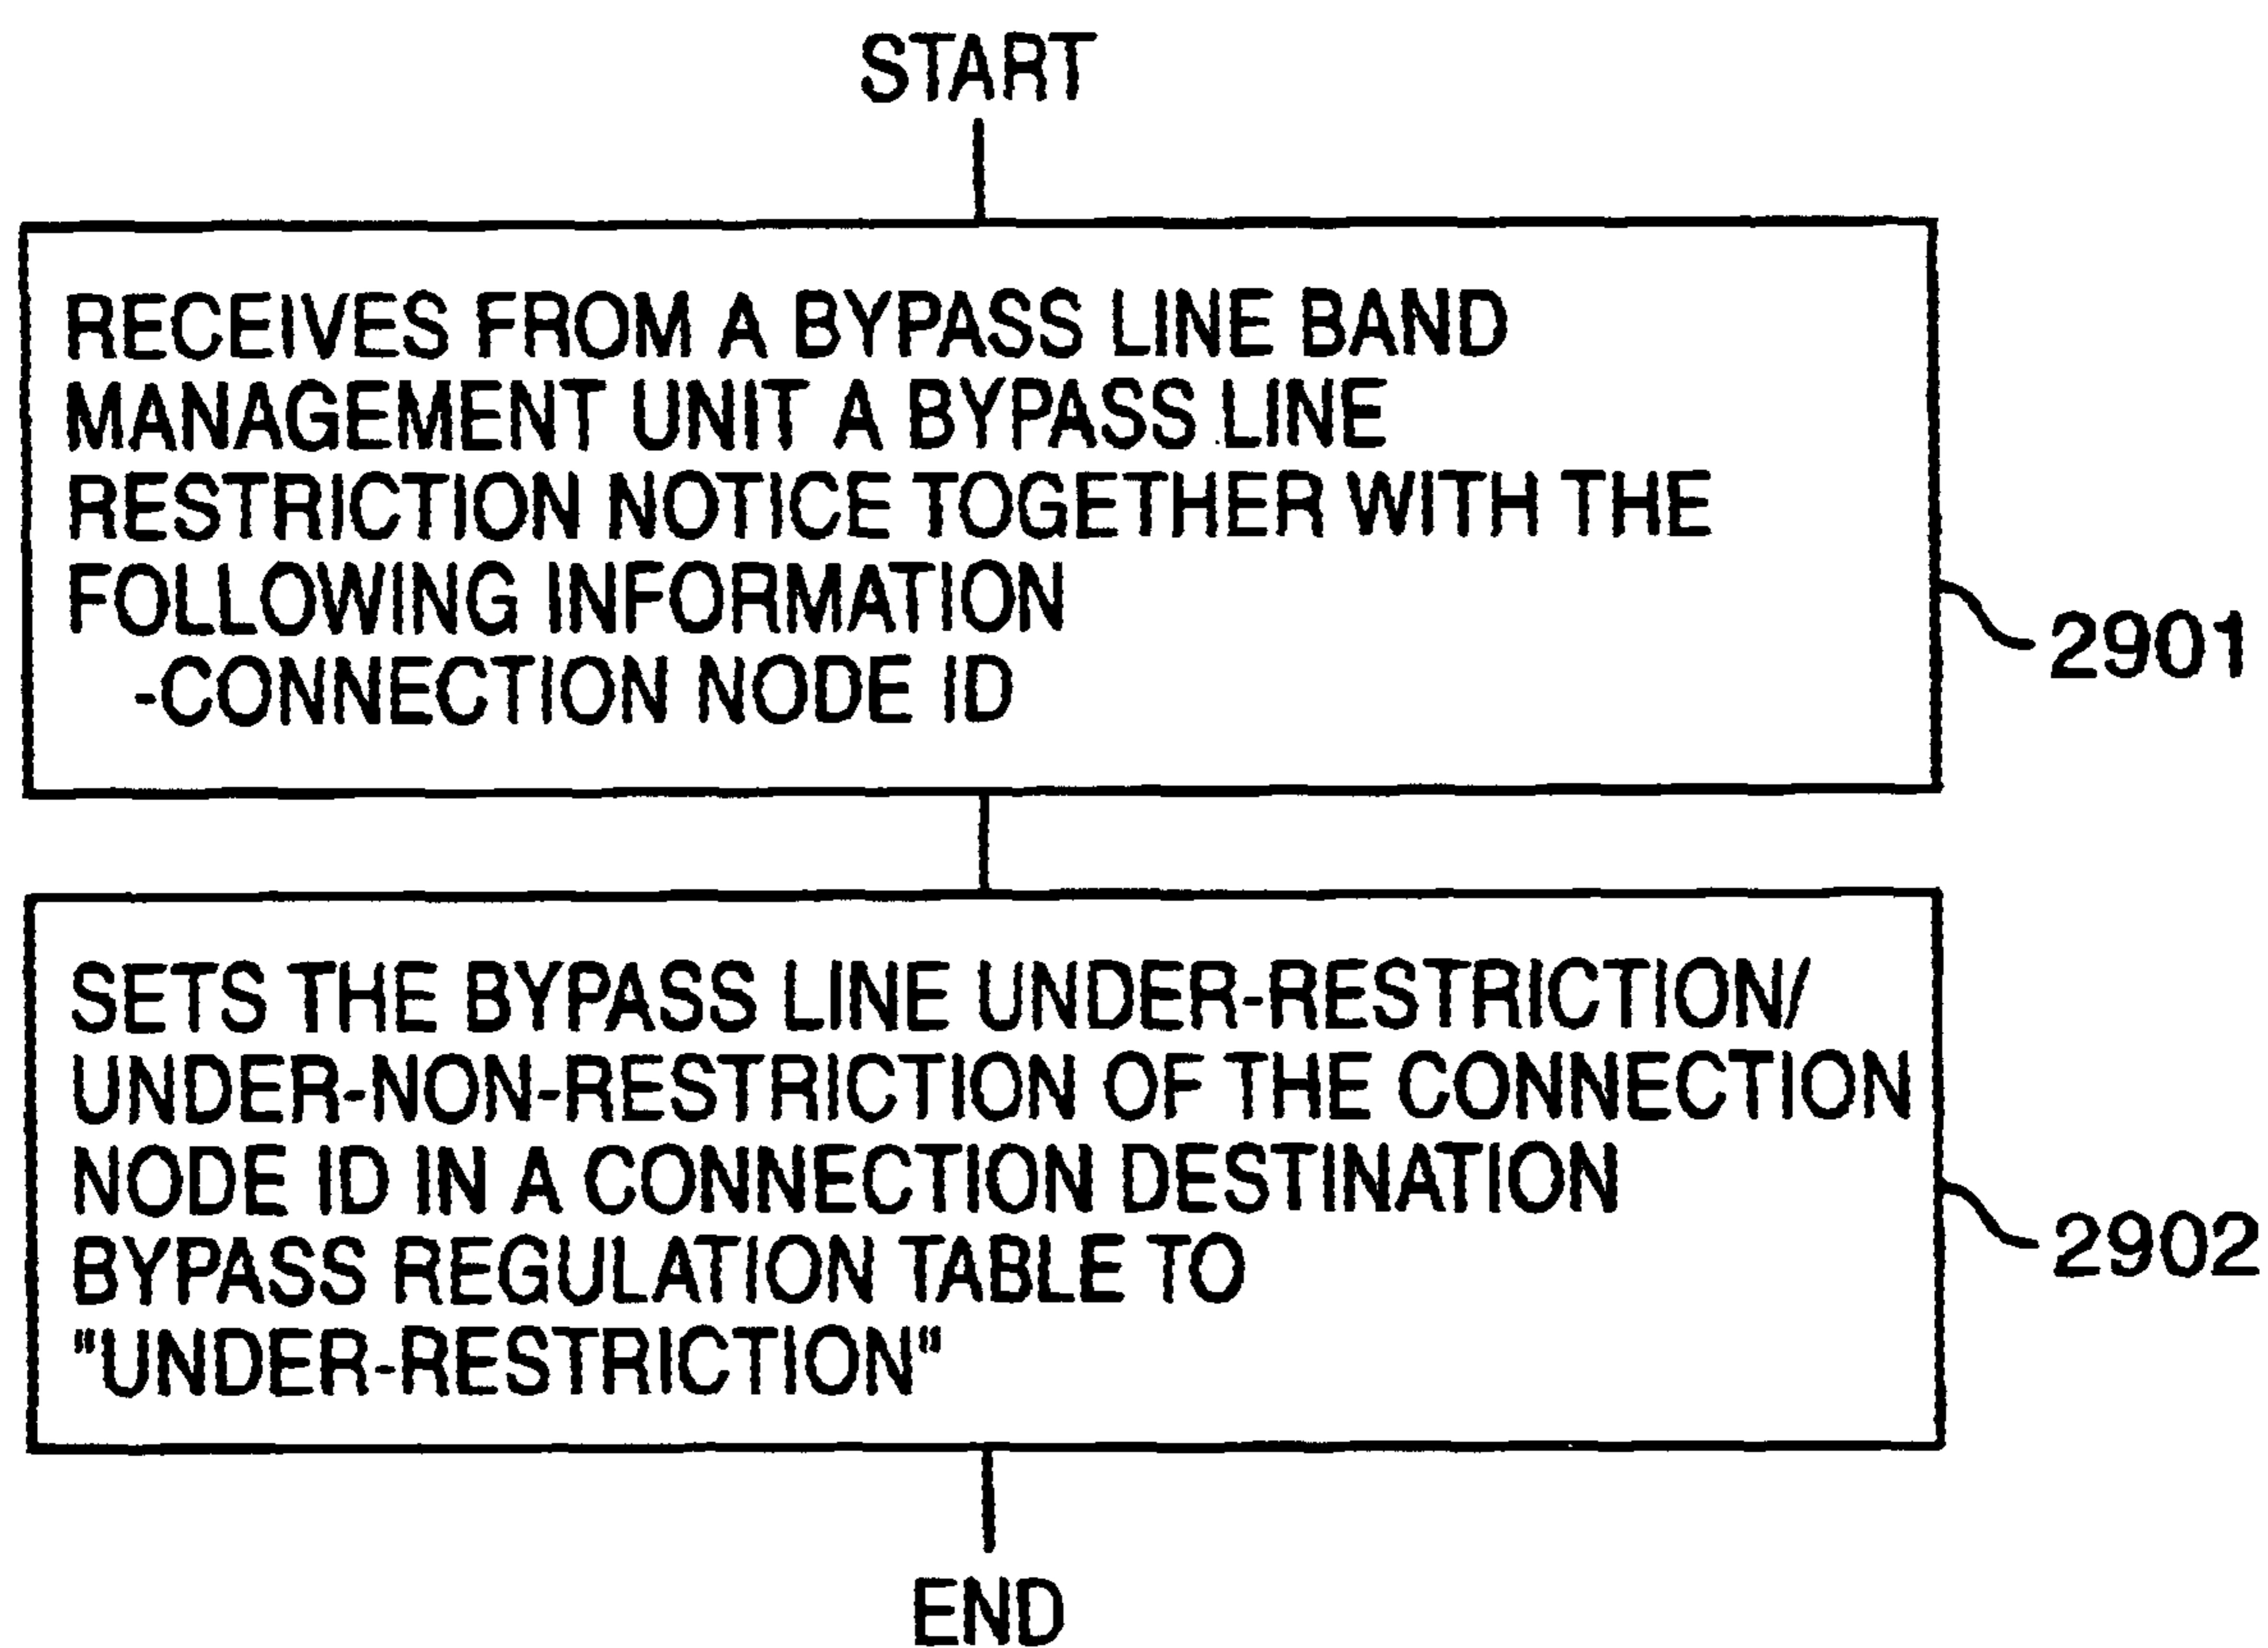 START
RECEIVES FROM A BYPASS LINE BAND
MANAGEMENT UNIT A BYPASS LINE
RESTRICTION NOTICE TOGETHER WITH THE
FOLLOWING INFORMATION
-CONNECTION NODE ID
2901
SETS THE BYPASS LINE UNDER-RESTRICTION/
UNDER-NON-RESTRICTION OF THE CONNECTION
NODE ID IN A CONNECTION DESTINATION
BYPASS REGULATION TABLE TO
"UNDER-RESTRICTION"
2902
END